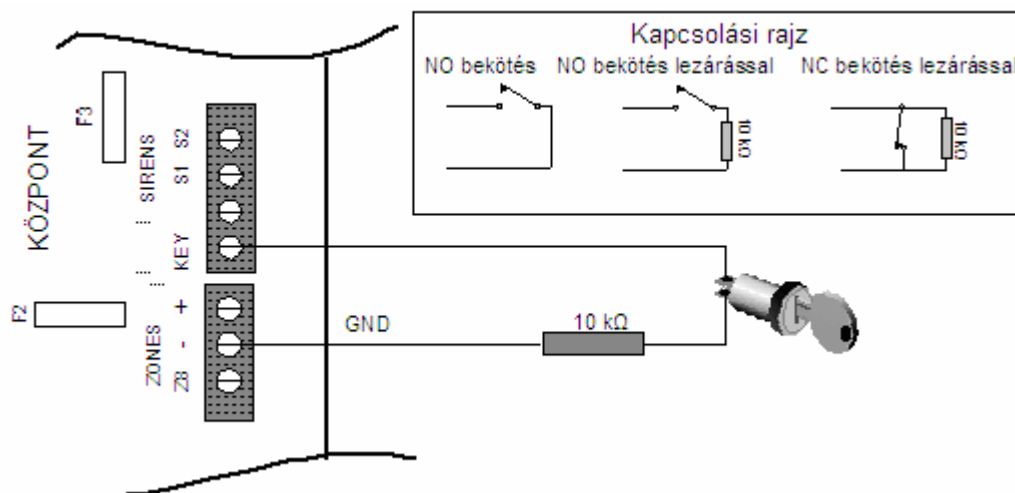 Kapcsolási rajz
NO bekötés
NO bekötés lezárással
NC bekötés lezárással
10 kΩ
10 kΩ
KÖZPONT
F3
F2
SIRENS
S2
S1
KEY
ZONES
+
-
Z8
GND
10 kΩ